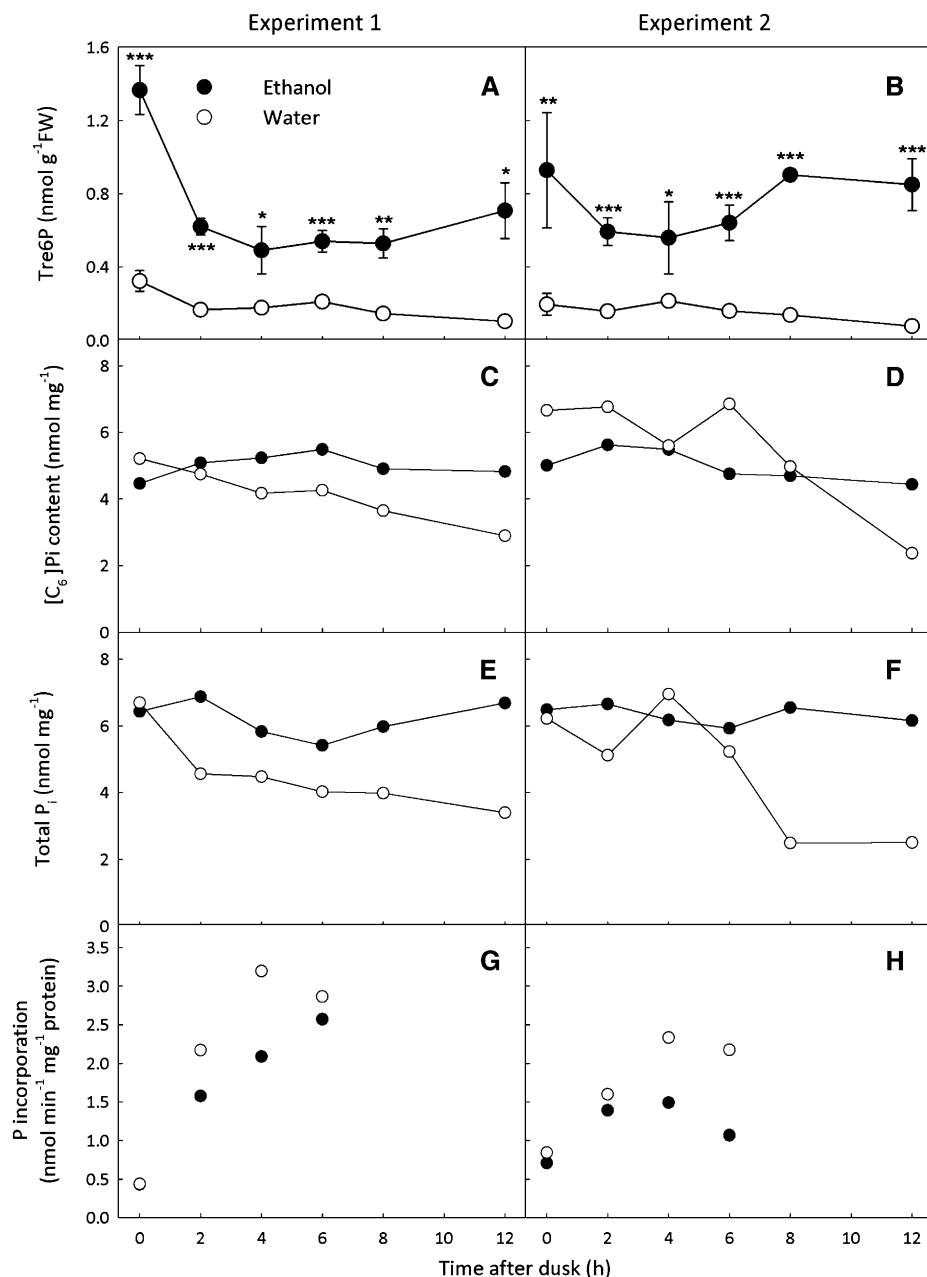 Experiment 1
Experiment 2
Tre6P (nmol g⁻¹FW)
1.6
1.2
0.8
0.4
0.0
***
***
*
***
**
*
Ethanol
Water
A
**
***
*
***
***
***
B
[C₆]Pi content (nmol mg⁻¹)
8
6
4
2
0
C
D
Total Pᵢ (nmol mg⁻¹)
8
6
4
2
0
E
F
P incorporation
(nmol min⁻¹ mg⁻¹ protein)
3.5
3.0
2.5
2.0
1.5
1.0
0.5
0.0
G
H
0 2 4 6 8 10 12
0 2 4 6 8 10 12
Time after dusk (h)